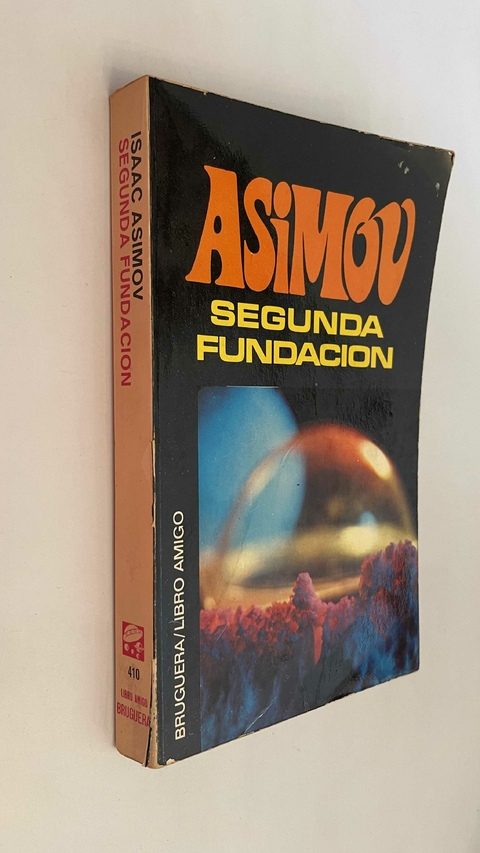 ASiMOV
SEGUNDA
FUNDACION
BRUGUERA/LIBRO AMIGO
ISAAC ASIMOV
SEGUNDA FUNDACION
410
LIBRO AMIGO
BRUGUERA